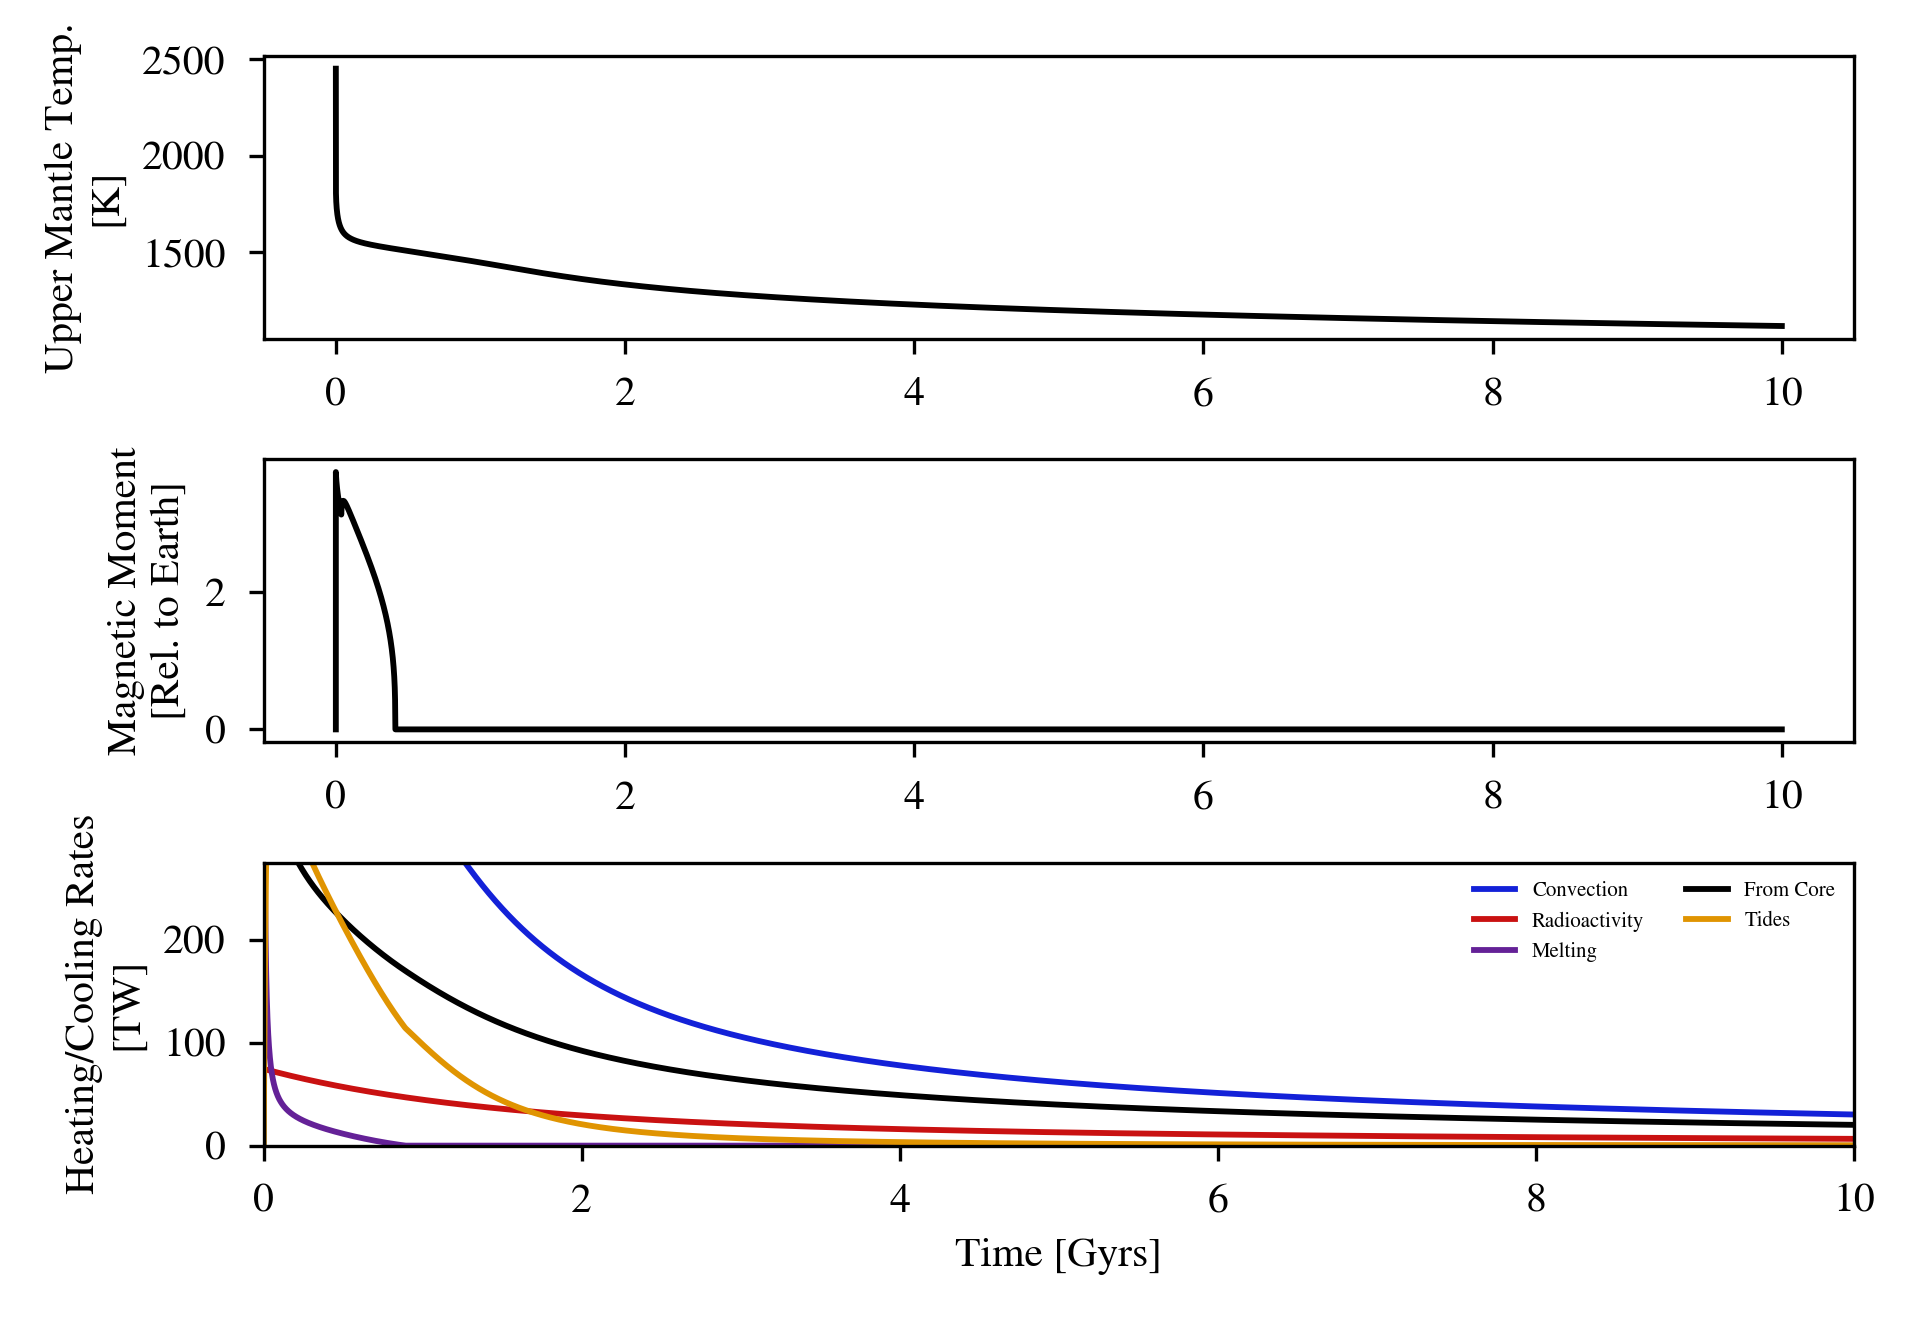 Upper Mantle Temp.
[K]
2500
2000
1500
0 2 4 6 8 10
Magnetic Moment
[Rel. to Earth]
2
0
0 2 4 6 8 10
Heating/Cooling Rates
[TW]
200
100
0
Convection
Radioactivity
Melting
From Core
Tides
0 2 4 6 8 10
Time [Gyrs]